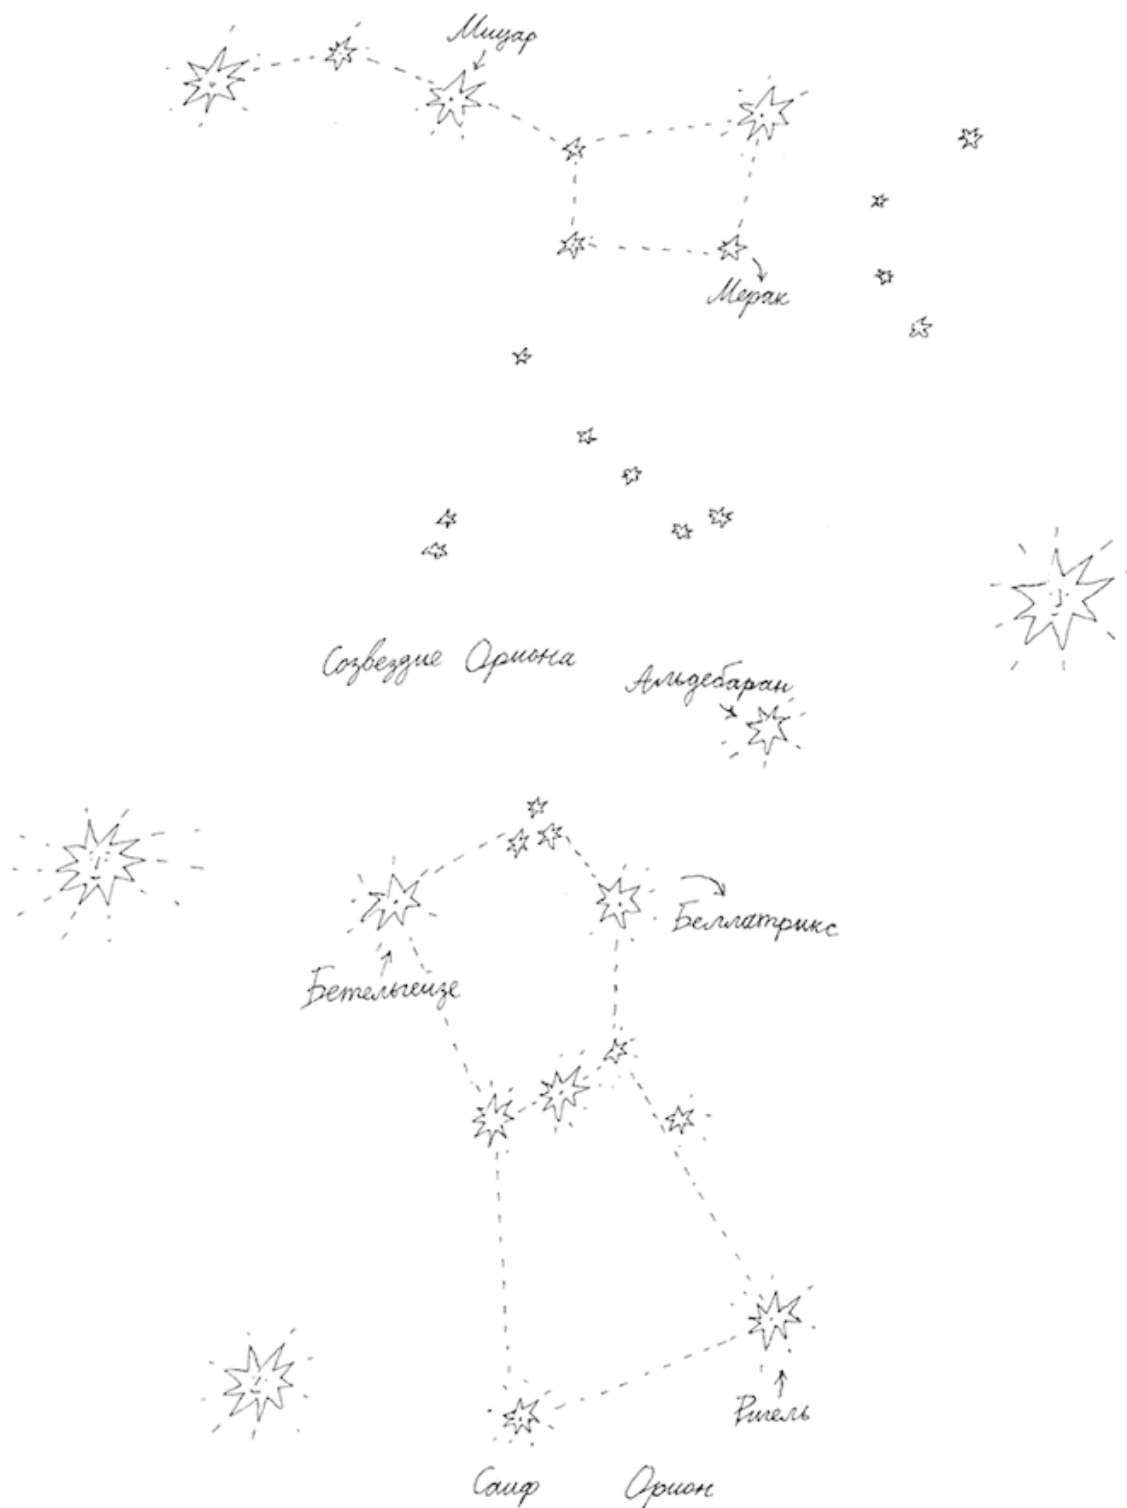 Мицар
Мерак
Созвездие Ориона
Альдебаран
Беллатрикс
Бетельгейзе
Ригель
Саиф Орион